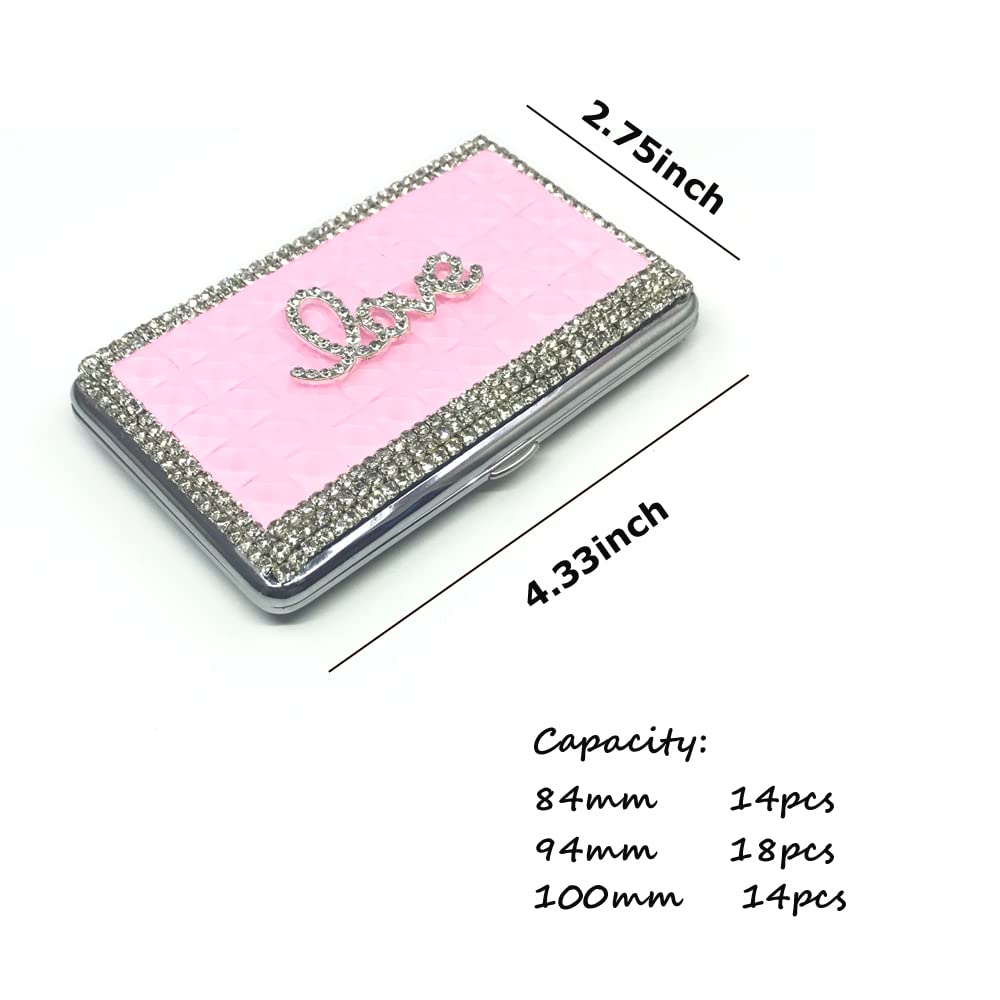 2.75inch
love
4.33inch
Capacity:
84mm 14pcs
94mm 18pcs
100mm 14pcs